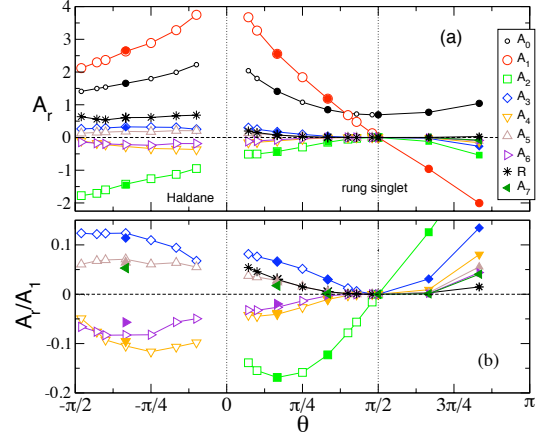 4
3
2
1
0
-1
-2
A_r
(a)
Haldane
rung singlet
A_0
A_1
A_2
A_3
A_4
A_5
A_6
R
A_7
0.1
0
-0.1
-0.2
A_r/A_1
(b)
-π/2
-π/4
0
π/4
π/2
3π/4
π
θ